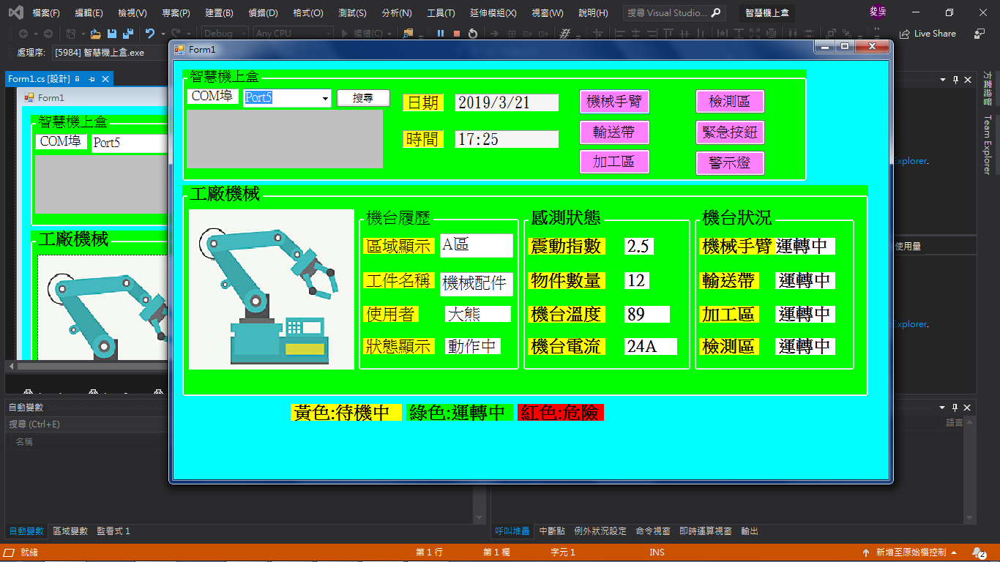 檔案(F) 編輯(E) 檢視(V) 專案(P) 建置(B) 偵錯(D) 格式(O) 測試(S) 分析(N) 工具(T) 延伸模組(X) 視窗(W) 說明(H) 搜尋 Visual Studio... 智慧機上盒
Debug Any CPU 繼續(C) Live Share
處理序: [5984] 智慧機上盒.exe
Form1
Form1.cs [設計]
Form1
智慧機上盒
COM埠 Port5
工廠機械
智慧機上盒
COM埠 Port5 搜尋
日期 2019/3/21
時間 17:25
機械手臂 檢測區
輸送帶 緊急按鈕
加工區 警示燈
工廠機械
機台履歷
區域顯示 A區
工件名稱 機械配件
使用者 大熊
狀態顯示 動作中
感測狀態
震動指數 2.5
物件數量 12
機台溫度 89
機台電流 24A
機台狀況
機械手臂 運轉中
輸送帶 運轉中
加工區 運轉中
檢測區 運轉中
黃色:待機中 綠色:運轉中 紅色:危險
方案總管
Team Explorer
Explorer.
使用量
Explorer.
自動變數
搜尋 (Ctrl+E)
名稱
語言
自動變數 區域變數 監看式 1
呼叫堆疊 中斷點 例外狀況設定 命令視窗 即時運算視窗 輸出
就緒 第 1 行 第 1 欄 字元 1 INS 新增至原始檔控制 2